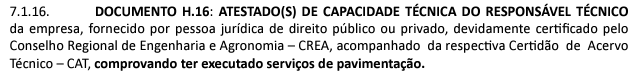 7.1.16. DOCUMENTO H.16: ATESTADO(S) DE CAPACIDADE TÉCNICA DO RESPONSÁVEL TÉCNICO
da empresa, fornecido por pessoa jurídica de direito público ou privado, devidamente certificado pelo
Conselho Regional de Engenharia e Agronomia – CREA, acompanhado da respectiva Certidão de Acervo
Técnico – CAT, comprovando ter executado serviços de pavimentação.